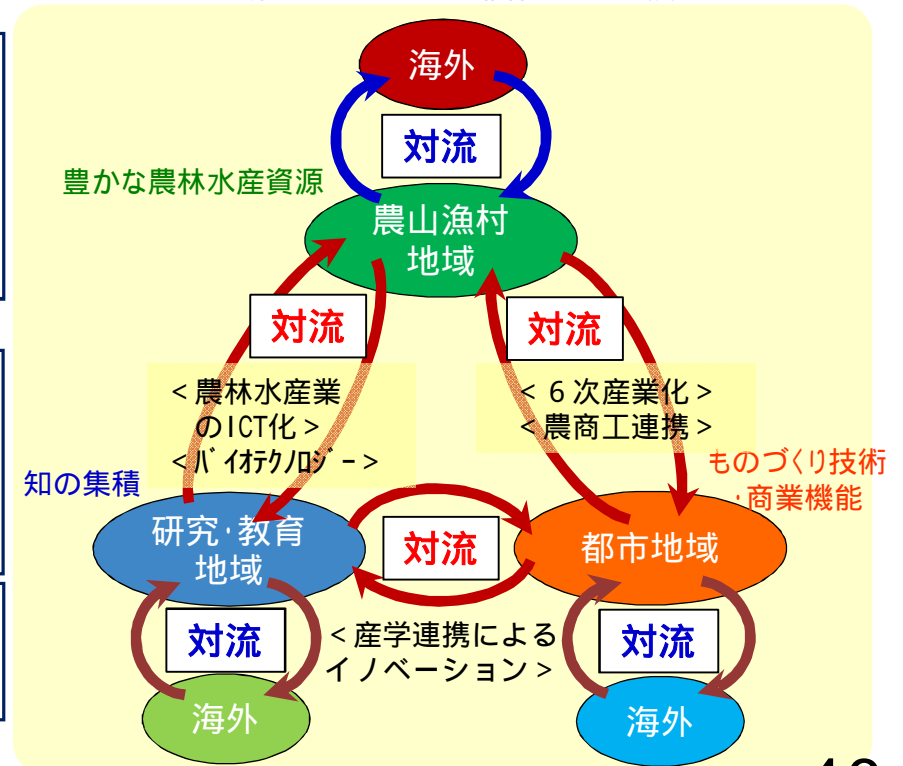 海外
対流
豊かな農林水産資源
農山漁村
地域
対流
対流
<農林水産業
のICT化>
<バイオテクノロジー>
<6次産業化>
<農商工連携>
知の集積
ものづくり技術
・商業機能
研究・教育
地域
対流
都市地域
対流
<産学連携による
イノベーション>
対流
海外
海外